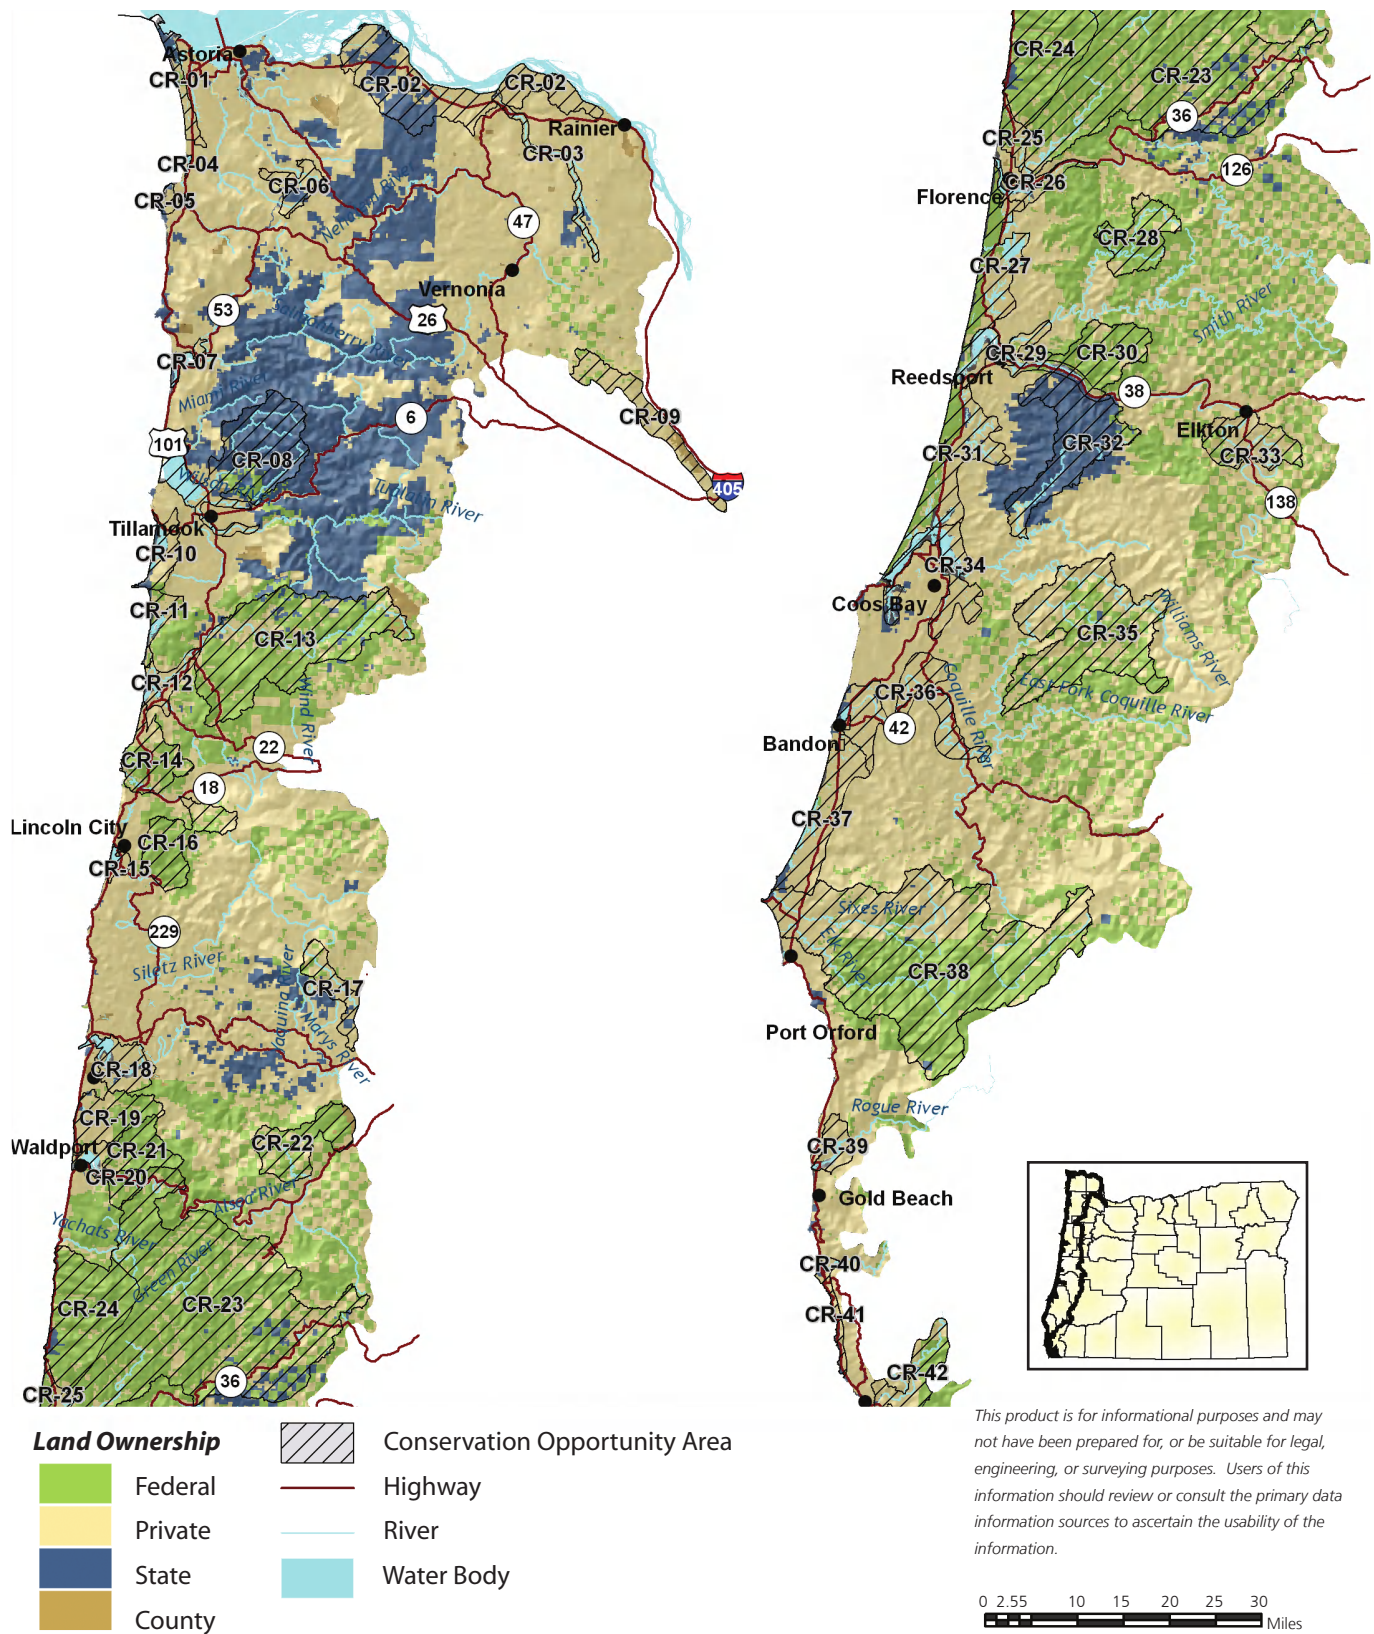 Astoria
CR-01
CR-02
CR-02
Rainier
CR-03
CR-04
CR-05
CR-06
Nehalem River
47
Vernonia
53
26
Salmonberry River
CR-07
Miami River
6
101
CR-08
Wilson River
CR-09
405
Tualatin River
Tillamook
CR-10
CR-11
CR-13
CR-12
Wind River
22
CR-14
18
Lincoln City
CR-16
CR-15
229
Siletz River
Yaquina River
CR-17
Marys River
CR-18
CR-19
Waldport
CR-21
CR-22
CR-20
Alsea River
Yachats River
Green River
CR-24
CR-23
36
CR-25
CR-24
CR-23
36
CR-25
126
CR-26
Florence
CR-28
CR-27
Smith River
CR-29
CR-30
Reedsport
38
Elkton
CR-31
CR-32
CR-33
138
CR-34
Coos Bay
CR-35
Williams River
CR-36
Coquille River
East Fork Coquille River
42
Bandon
CR-37
Sixes River
Elk River
CR-38
Port Orford
Rogue River
CR-39
Gold Beach
CR-40
CR-41
CR-42
Land Ownership
Federal
Private
State
County
Conservation Opportunity Area
Highway
River
Water Body
This product is for informational purposes and may
not have been prepared for, or be suitable for legal,
engineering, or surveying purposes. Users of this
information should review or consult the primary data
information sources to ascertain the usability of the
information.
0 2.55 10 15 20 25 30
Miles